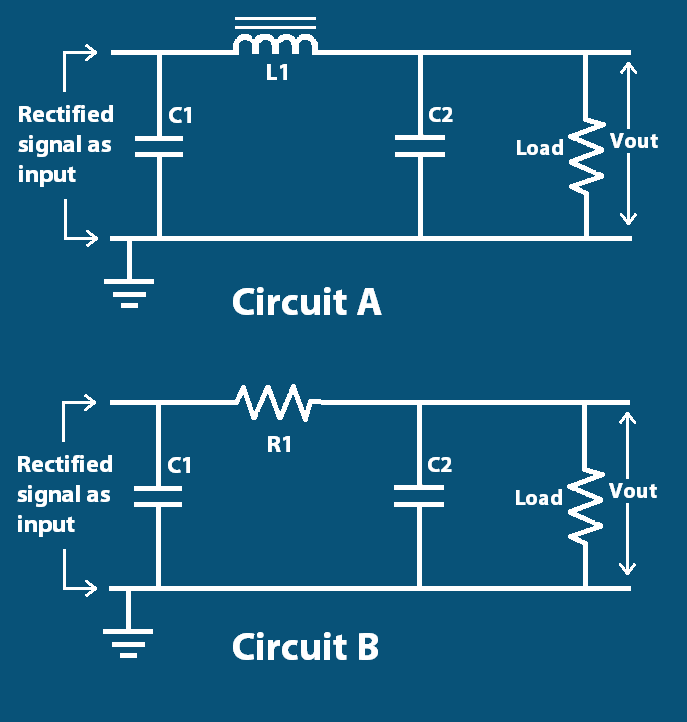 L1
Rectified
signal as
input
C1
C2
Load
Vout
Circuit A
R1
Rectified
signal as
input
C1
C2
Load
Vout
Circuit B